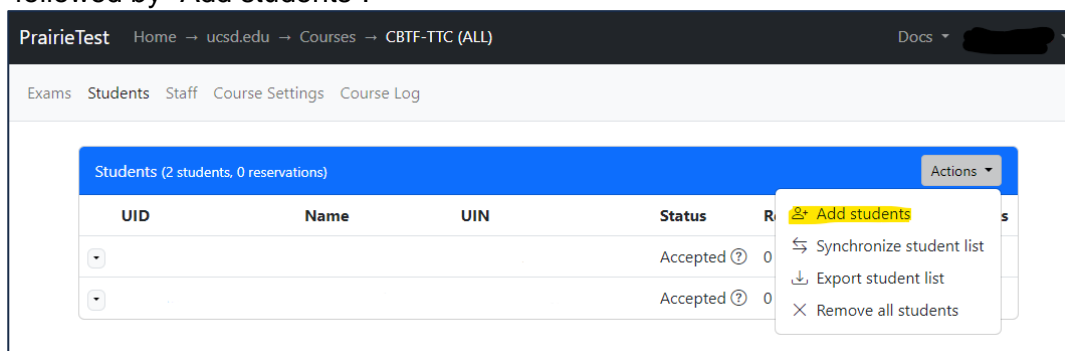 followed by "Add students".
PrairieTest Home → ucsd.edu → Courses → CBTF-TTC (ALL) Docs
Exams Students Staff Course Settings Course Log
Students (2 students, 0 reservations) Actions
UID Name UIN Status R s
Add students
Accepted 0
Synchronize student list
Export student list
Accepted 0
Remove all students